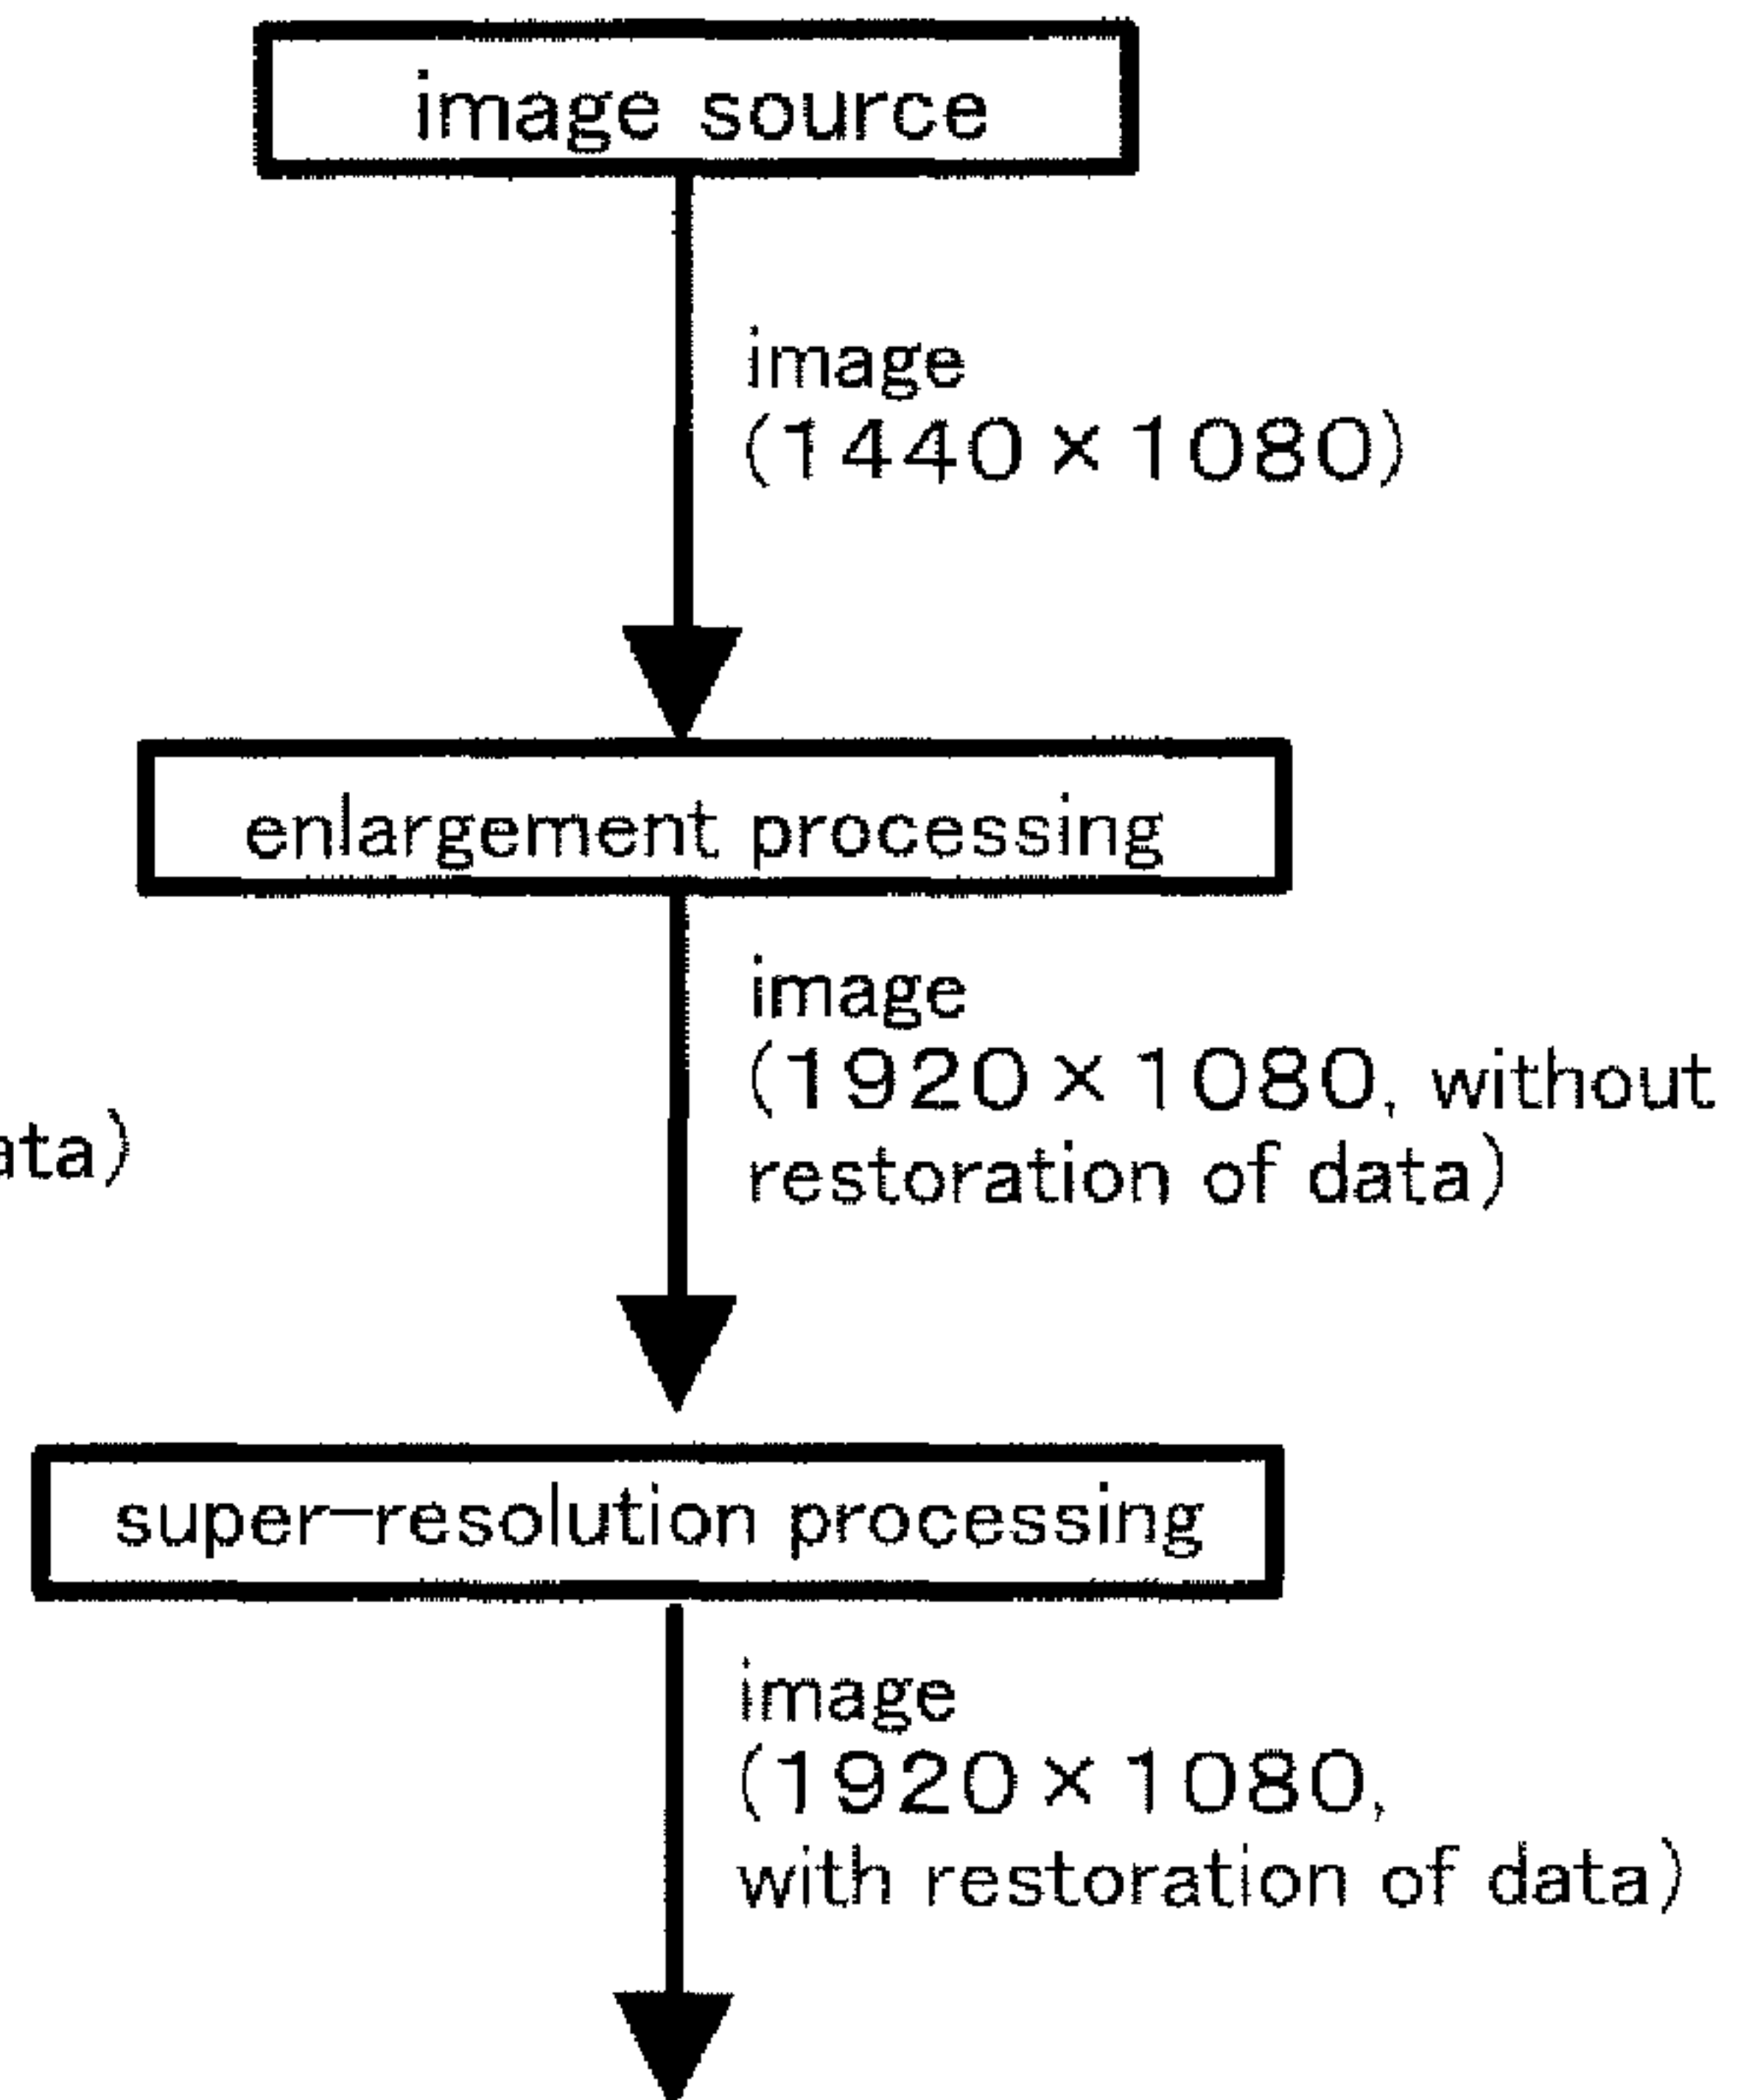 image source
image
(1440×1080)
enlargement processing
image
(1920×1080, without
restoration of data)
ata)
super-resolution processing
image
(1920×1080,
with restoration of data)